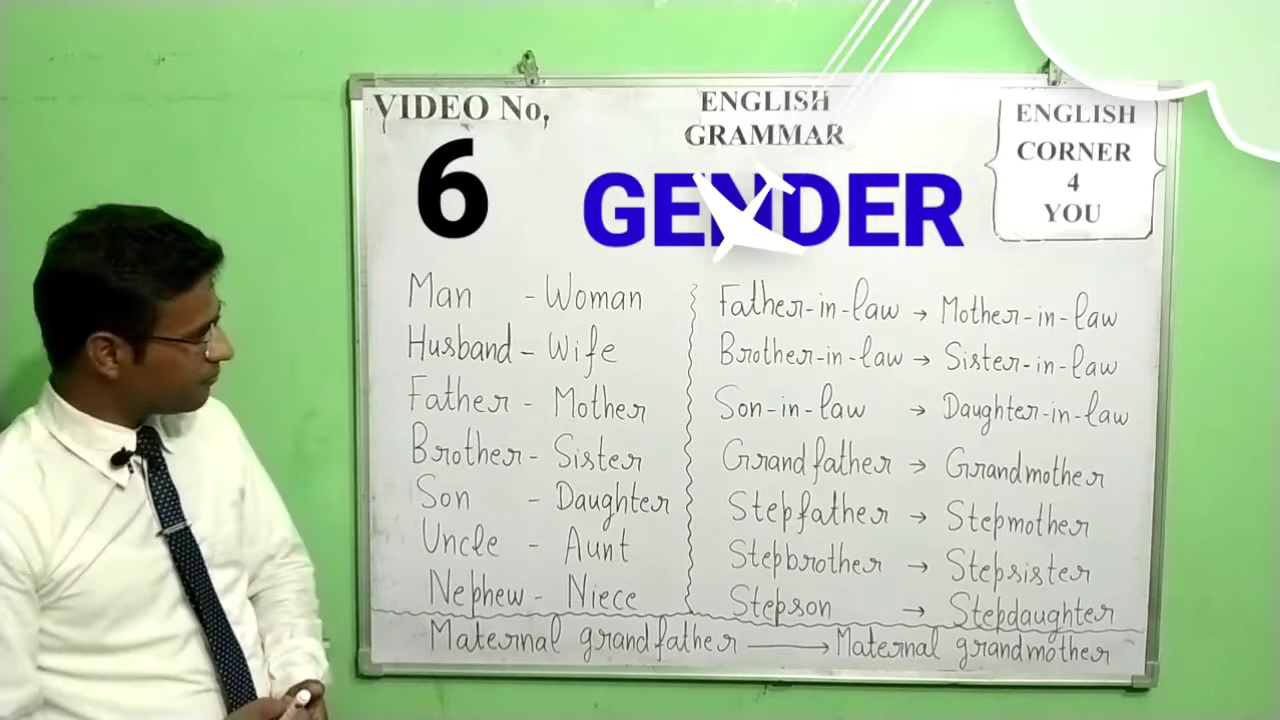 VIDEO No,
6
ENGLISH
GRAMMAR
GENDER
ENGLISH
CORNER
4
YOU
Man - Woman
Husband - Wife
Father - Mother
Brother - Sister
Son - Daughter
Uncle - Aunt
Nephew - Niece
Father-in-law → Mother-in-law
Brother-in-law → Sister-in-law
Son-in-law → Daughter-in-law
Grandfather → Grandmother
Stepfather → Stepmother
Stepbrother → Stepsister
Stepson → Stepdaughter
Maternal grandfather → Maternal grandmother